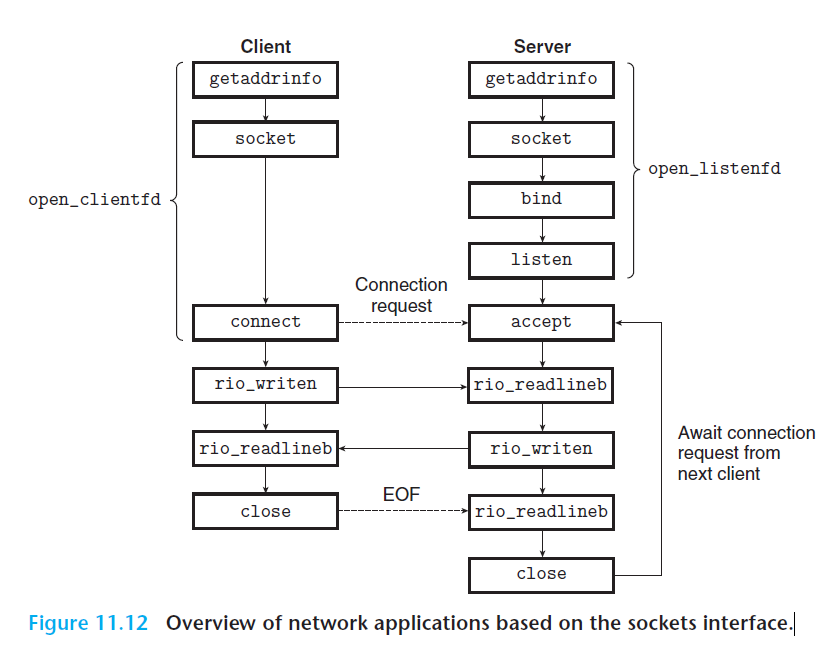 Client
Server
getaddrinfo
getaddrinfo
socket
socket
open_listenfd
open_clientfd
bind
listen
Connection
request
connect
accept
rio_writen
rio_readlineb
Await connection
request from
next client
rio_readlineb
rio_writen
EOF
close
rio_readlineb
close
Figure 11.12 Overview of network applications based on the sockets interface.